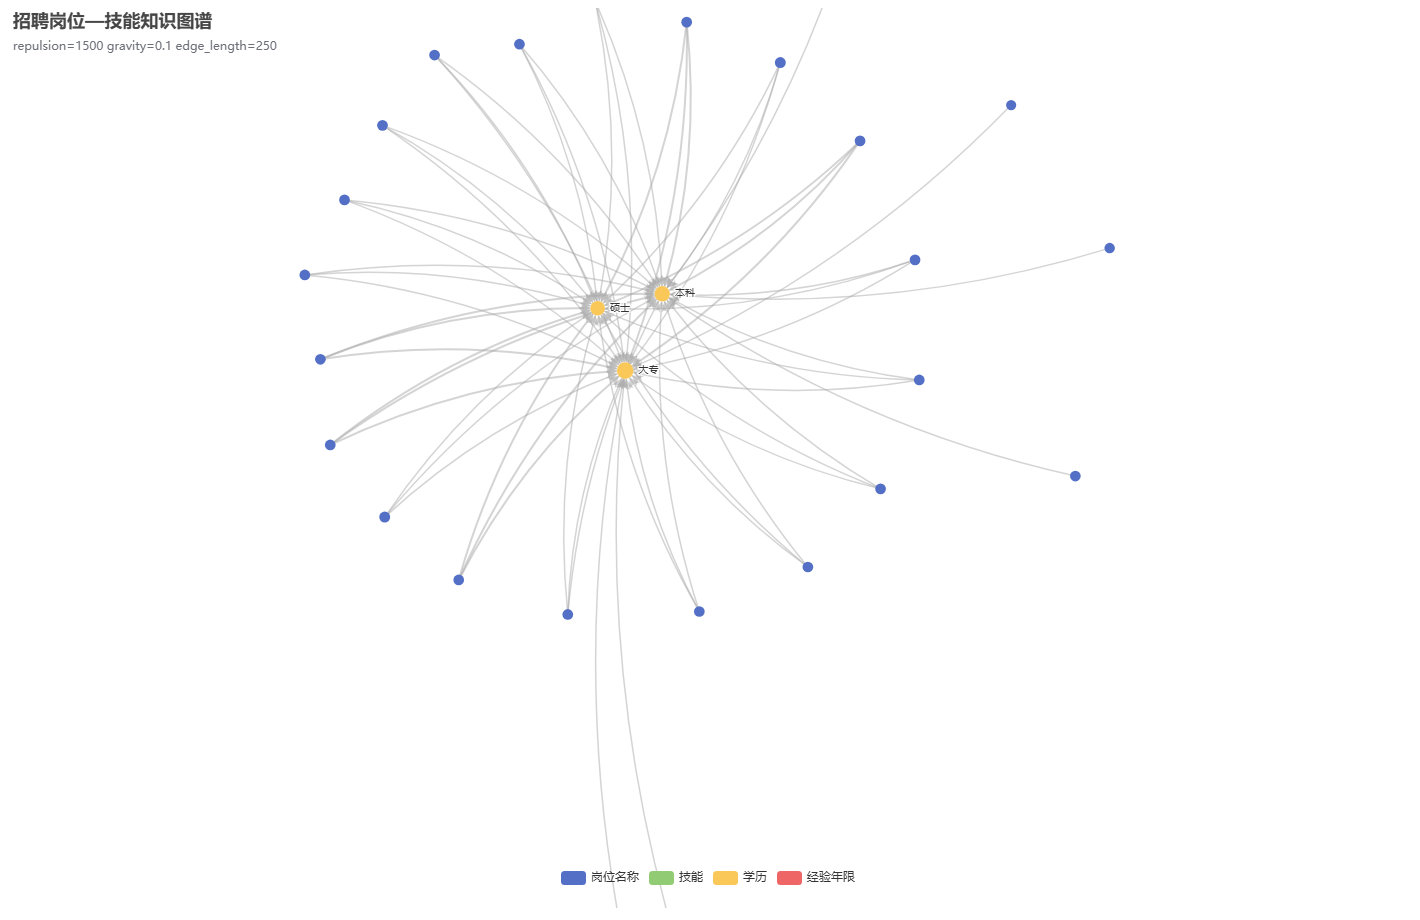 招聘岗位—技能知识图谱
repulsion=1500 gravity=0.1 edge_length=250
本科
硕士
大专
岗位名称 技能 学历 经验年限